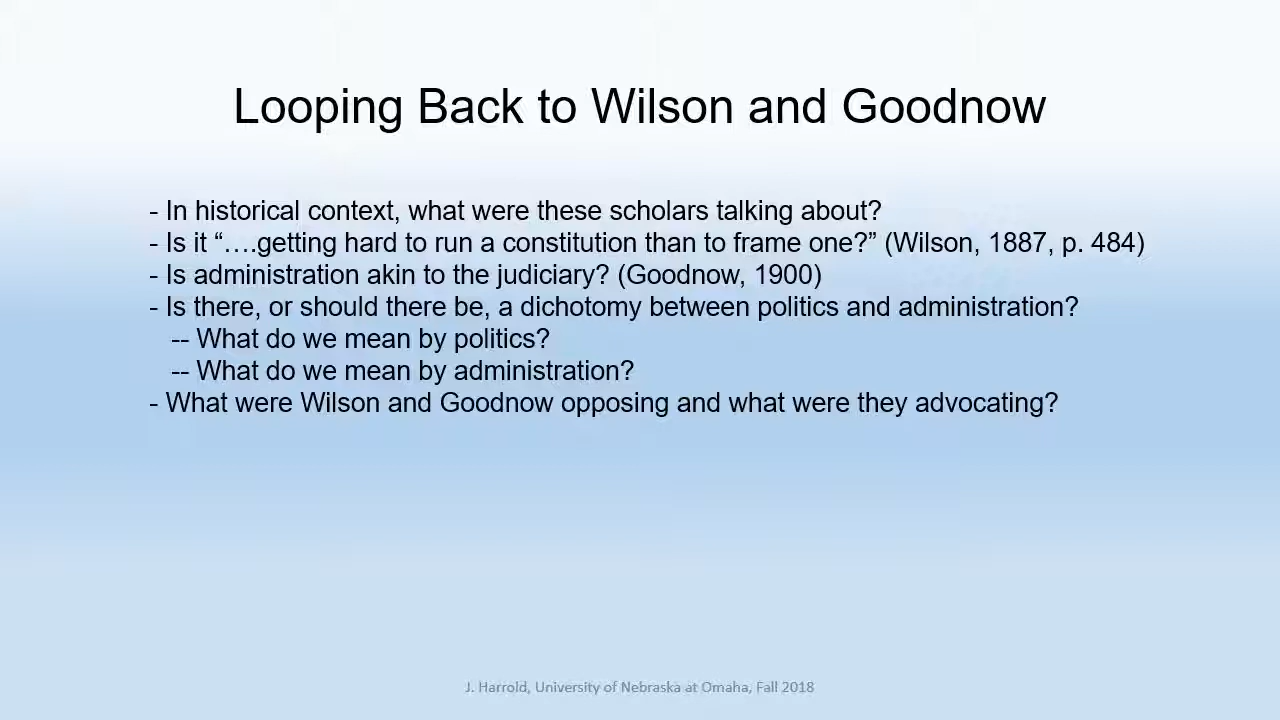 Looping Back to Wilson and Goodnow
- In historical context, what were these scholars talking about?
- Is it “….getting hard to run a constitution than to frame one?” (Wilson, 1887, p. 484)
- Is administration akin to the judiciary? (Goodnow, 1900)
- Is there, or should there be, a dichotomy between politics and administration?
-- What do we mean by politics?
-- What do we mean by administration?
- What were Wilson and Goodnow opposing and what were they advocating?
J. Harrold, University of Nebraska at Omaha, Fall 2018